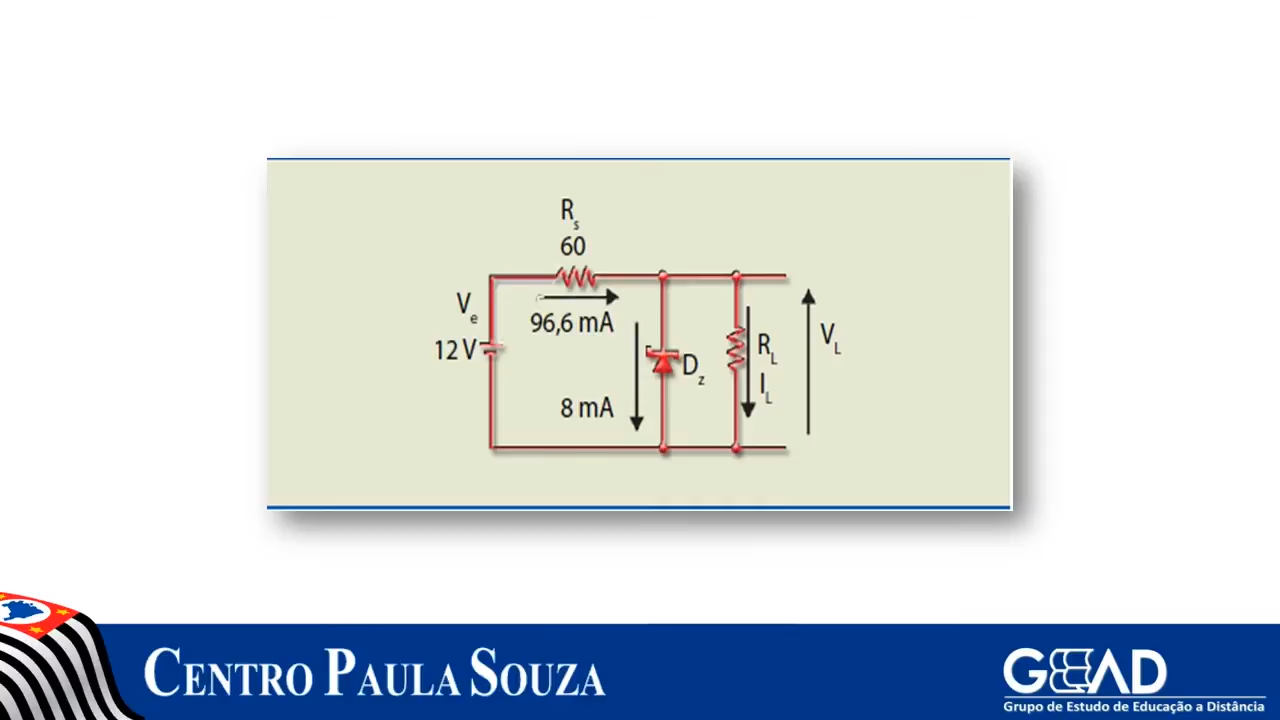 Rs
60
Ve
12 V
96,6 mA
8 mA
Dz
RL
IL
VL
CENTRO PAULA SOUZA
GEEAD
Grupo de Estudo de Educação a Distância